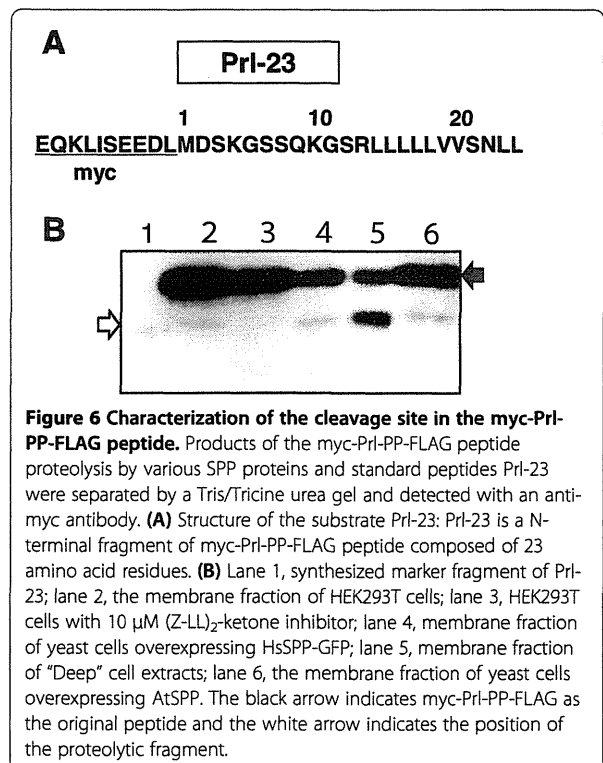 A
Prl-23
1 10 20
EQKLISEEDLMDSKGSSQKGSRLLLLLVVSNLL
myc
B
1 2 3 4 5 6
Figure 6 Characterization of the cleavage site in the myc-Prl-
PP-FLAG peptide. Products of the myc-Prl-PP-FLAG peptide
proteolysis by various SPP proteins and standard peptides Prl-23
were separated by a Tris/Tricine urea gel and detected with an anti-
myc antibody. (A) Structure of the substrate Prl-23: Prl-23 is a N-
terminal fragment of myc-Prl-PP-FLAG peptide composed of 23
amino acid residues. (B) Lane 1, synthesized marker fragment of Prl-
23; lane 2, the membrane fraction of HEK293T cells; lane 3, HEK293T
cells with 10 μM (Z-LL)₂-ketone inhibitor; lane 4, membrane fraction
of yeast cells overexpressing HsSPP-GFP; lane 5, membrane fraction
of "Deep" cell extracts; lane 6, the membrane fraction of yeast cells
overexpressing AtSPP. The black arrow indicates myc-Prl-PP-FLAG as
the original peptide and the white arrow indicates the position of
the proteolytic fragment.